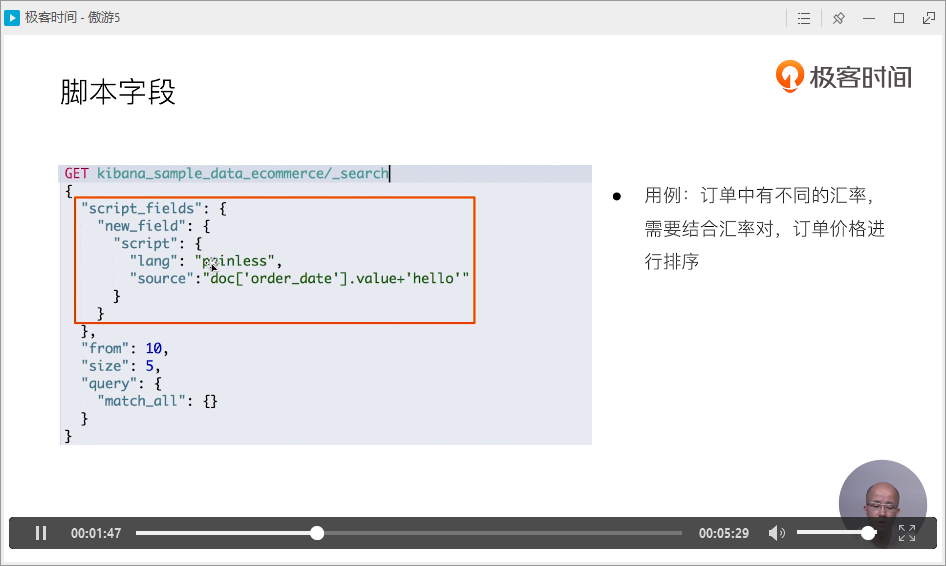 极客时间 - 傲游5
脚本字段
极客时间
GET kibana_sample_data_ecommerce/_search
{
"script_fields": {
"new_field": {
"script": {
"lang": "painless",
"source":"doc['order_date'].value+'hello'"
}
}
},
"from": 10,
"size": 5,
"query": {
"match_all": {}
}
}
● 用例：订单中有不同的汇率，
需要结合汇率对，订单价格进
行排序
00:01:47
00:05:29